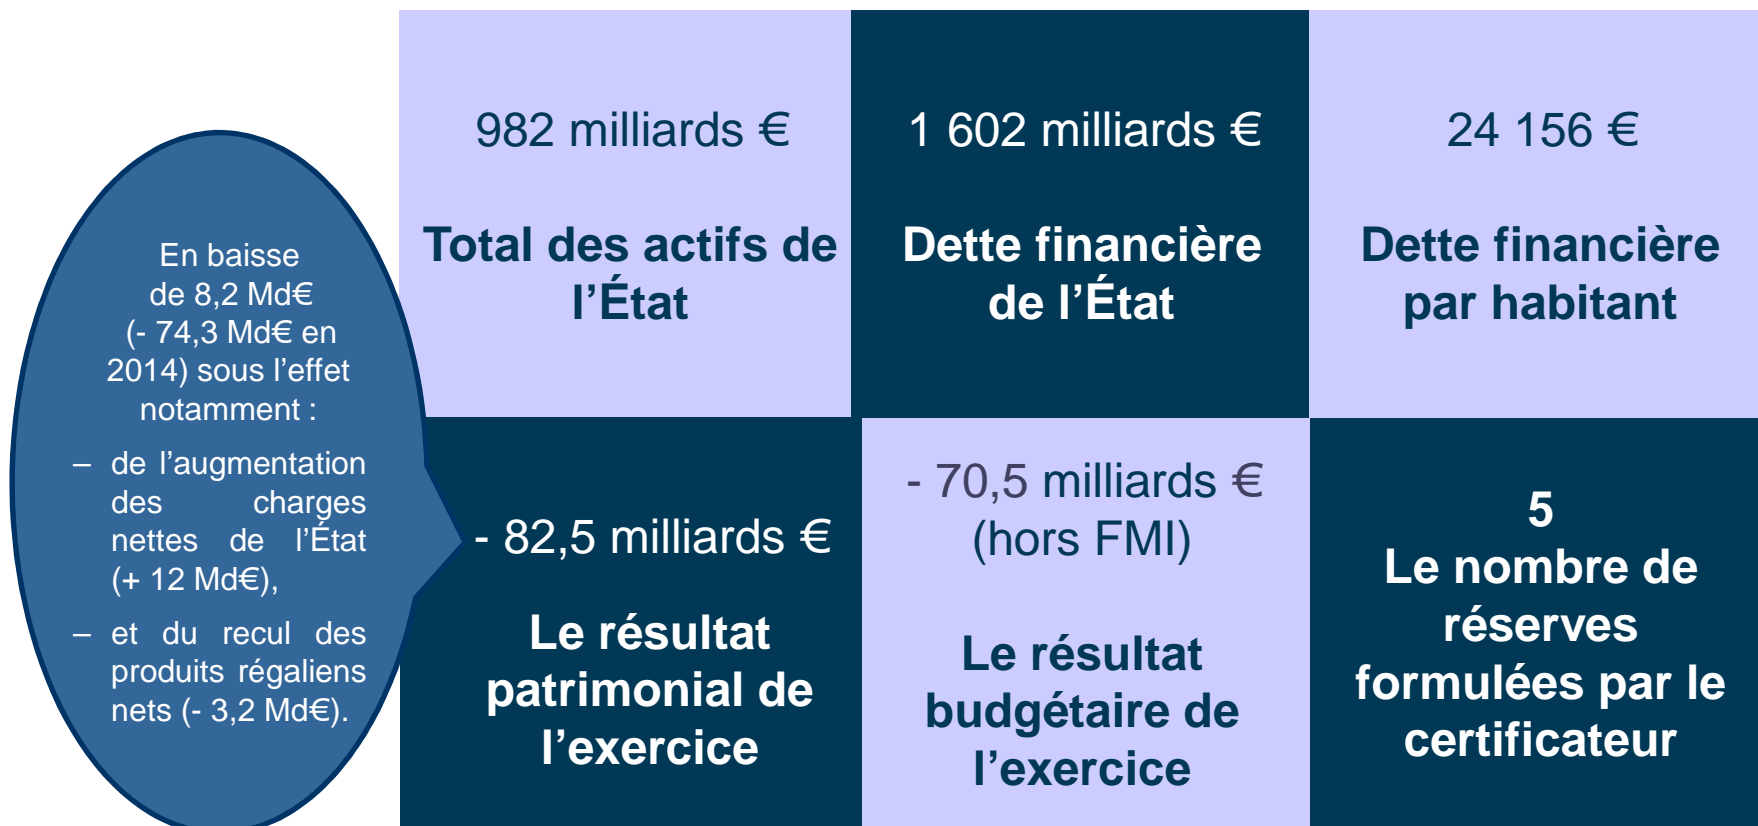 982 milliards €
Total des actifs de
l’État
1 602 milliards €
Dette financière
de l’État
24 156 €
Dette financière
par habitant
En baisse
de 8,2 Md€
(- 74,3 Md€ en
2014) sous l’effet
notamment :
– de l’augmentation
des charges
nettes de l’État
(+ 12 Md€),
– et du recul des
produits régaliens
nets (- 3,2 Md€).
- 82,5 milliards €
Le résultat
patrimonial de
l’exercice
- 70,5 milliards €
(hors FMI)
Le résultat
budgétaire de
l’exercice
5
Le nombre de
réserves
formulées par le
certificateur